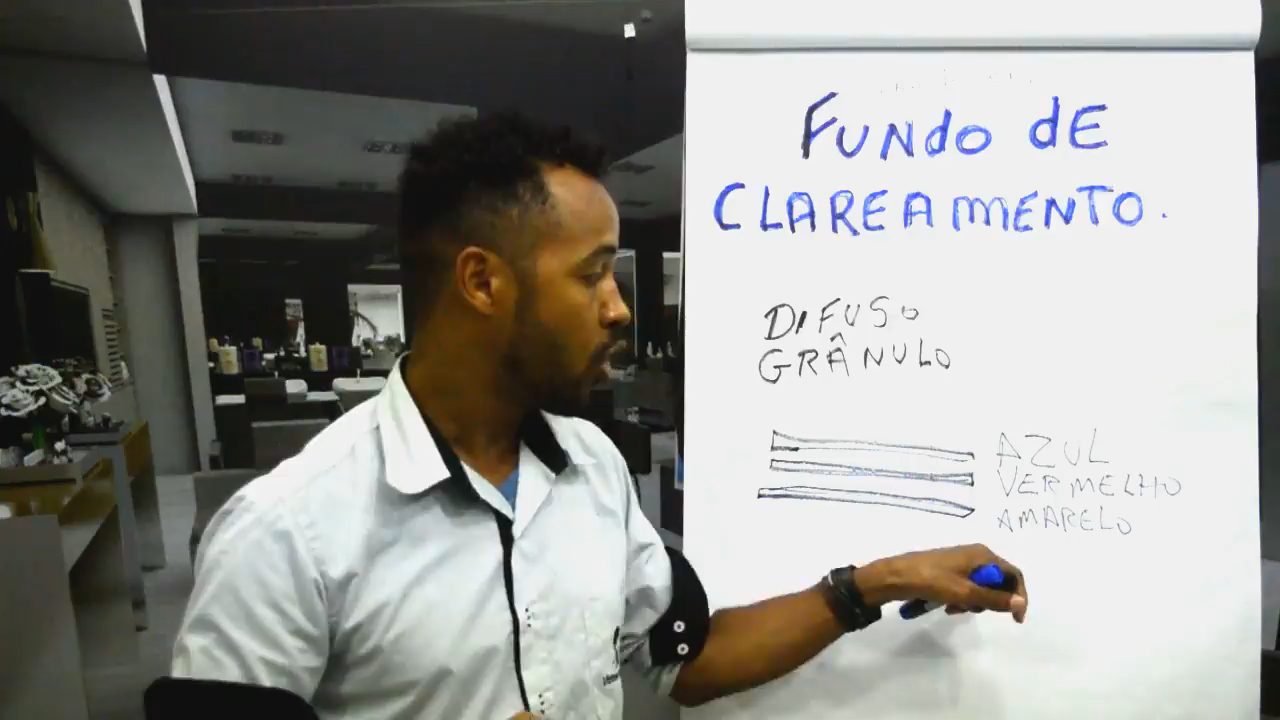 FUNDO DE
CLAREAMENTO.
DIFUSO
GRÂNULO
AZUL
VERMELHO
AMARELO